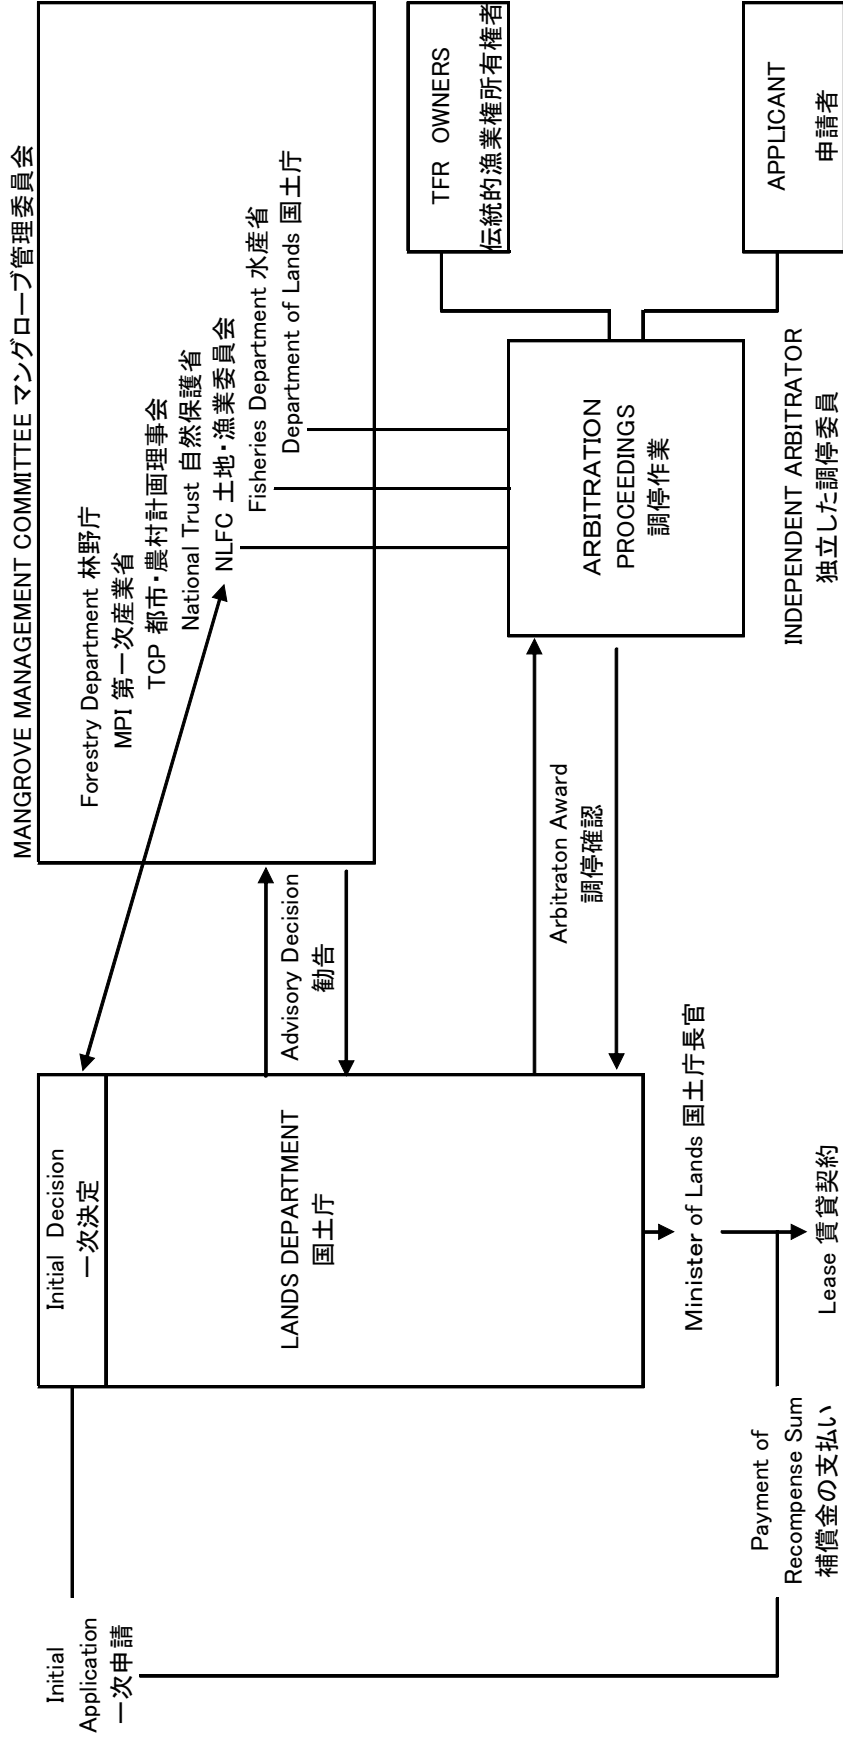 MANGROVE MANAGEMENT COMMITTEE マングローブ管理委員会
Forestry Department 林野庁
MPI 第一次産業省
TCP 都市・農村計画理事会
National Trust 自然保護省
NLFC 土地・漁業委員会
Fisheries Department 水産省
Department of Lands 国土庁
Initial Decision
一次決定
LANDS DEPARTMENT
国土庁
Advisory Decision
勧告
Initial
Application
一次申請
TFR OWNERS
伝統的漁業権所有権者
ARBITRATION
PROCEEDINGS
調停作業
Arbitraton Award
調停確認
APPLICANT
申請者
INDEPENDENT ARBITRATOR
独立した調停委員
Minister of Lands 国土庁長官
Payment of
Recompense Sum
補償金の支払い
Lease 賃貸契約